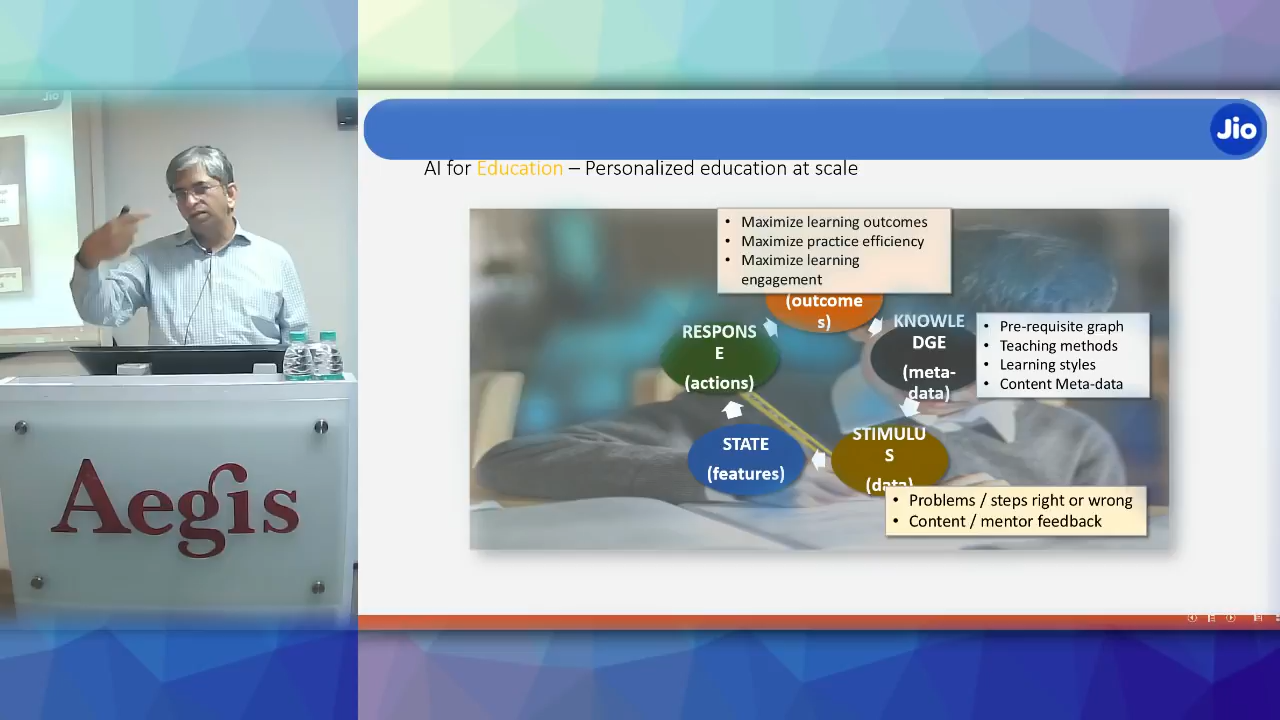 Jio
Jio
AI for Education – Personalized education at scale
• Maximize learning outcomes
• Maximize practice efficiency
• Maximize learning
engagement
(outcome
s)
KNOWLE
DGE
(meta-
data)
• Pre-requisite graph
• Teaching methods
• Learning styles
• Content Meta-data
RESPONS
E
(actions)
STATE
(features)
STIMULU
S
(data)
• Problems / steps right or wrong
• Content / mentor feedback
Aegis